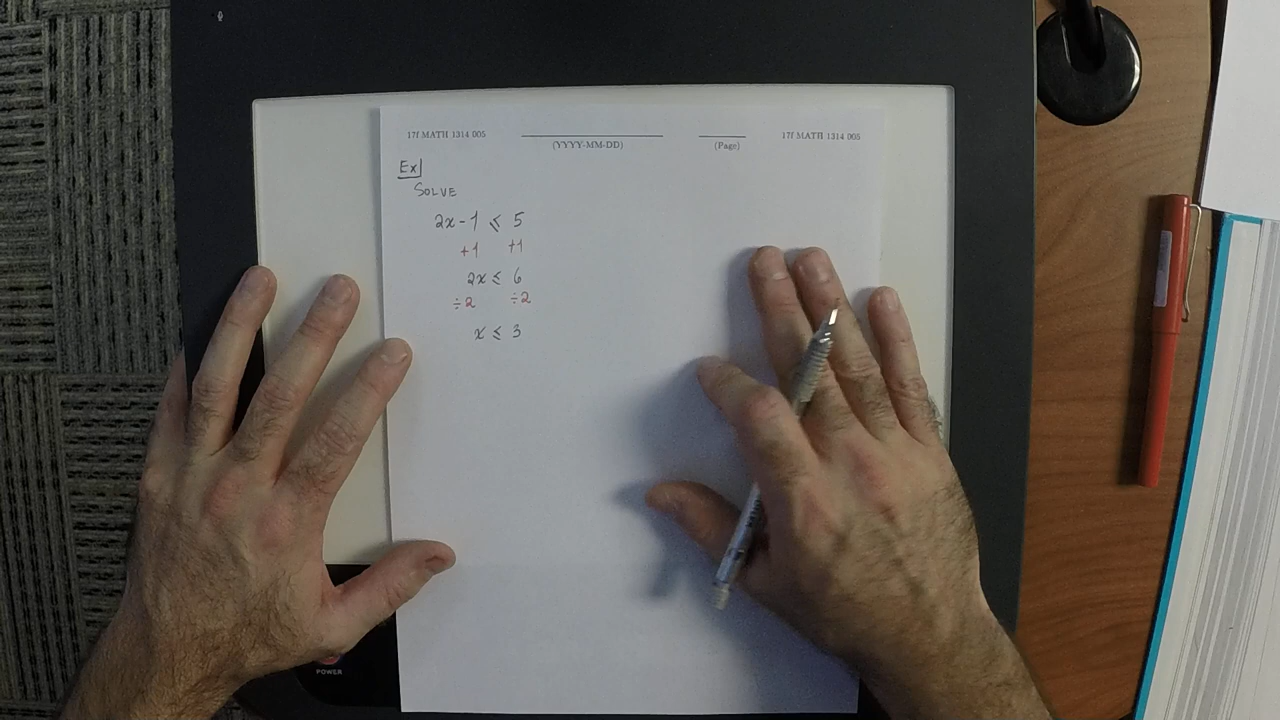 17f MATH 1314 005 (YYYY-MM-DD) (Page) 17f MATH 1314 005
Ex
SOLVE
2x-1 ≤ 5
+1 +1
2x ≤ 6
÷2 ÷2
x ≤ 3
POWER